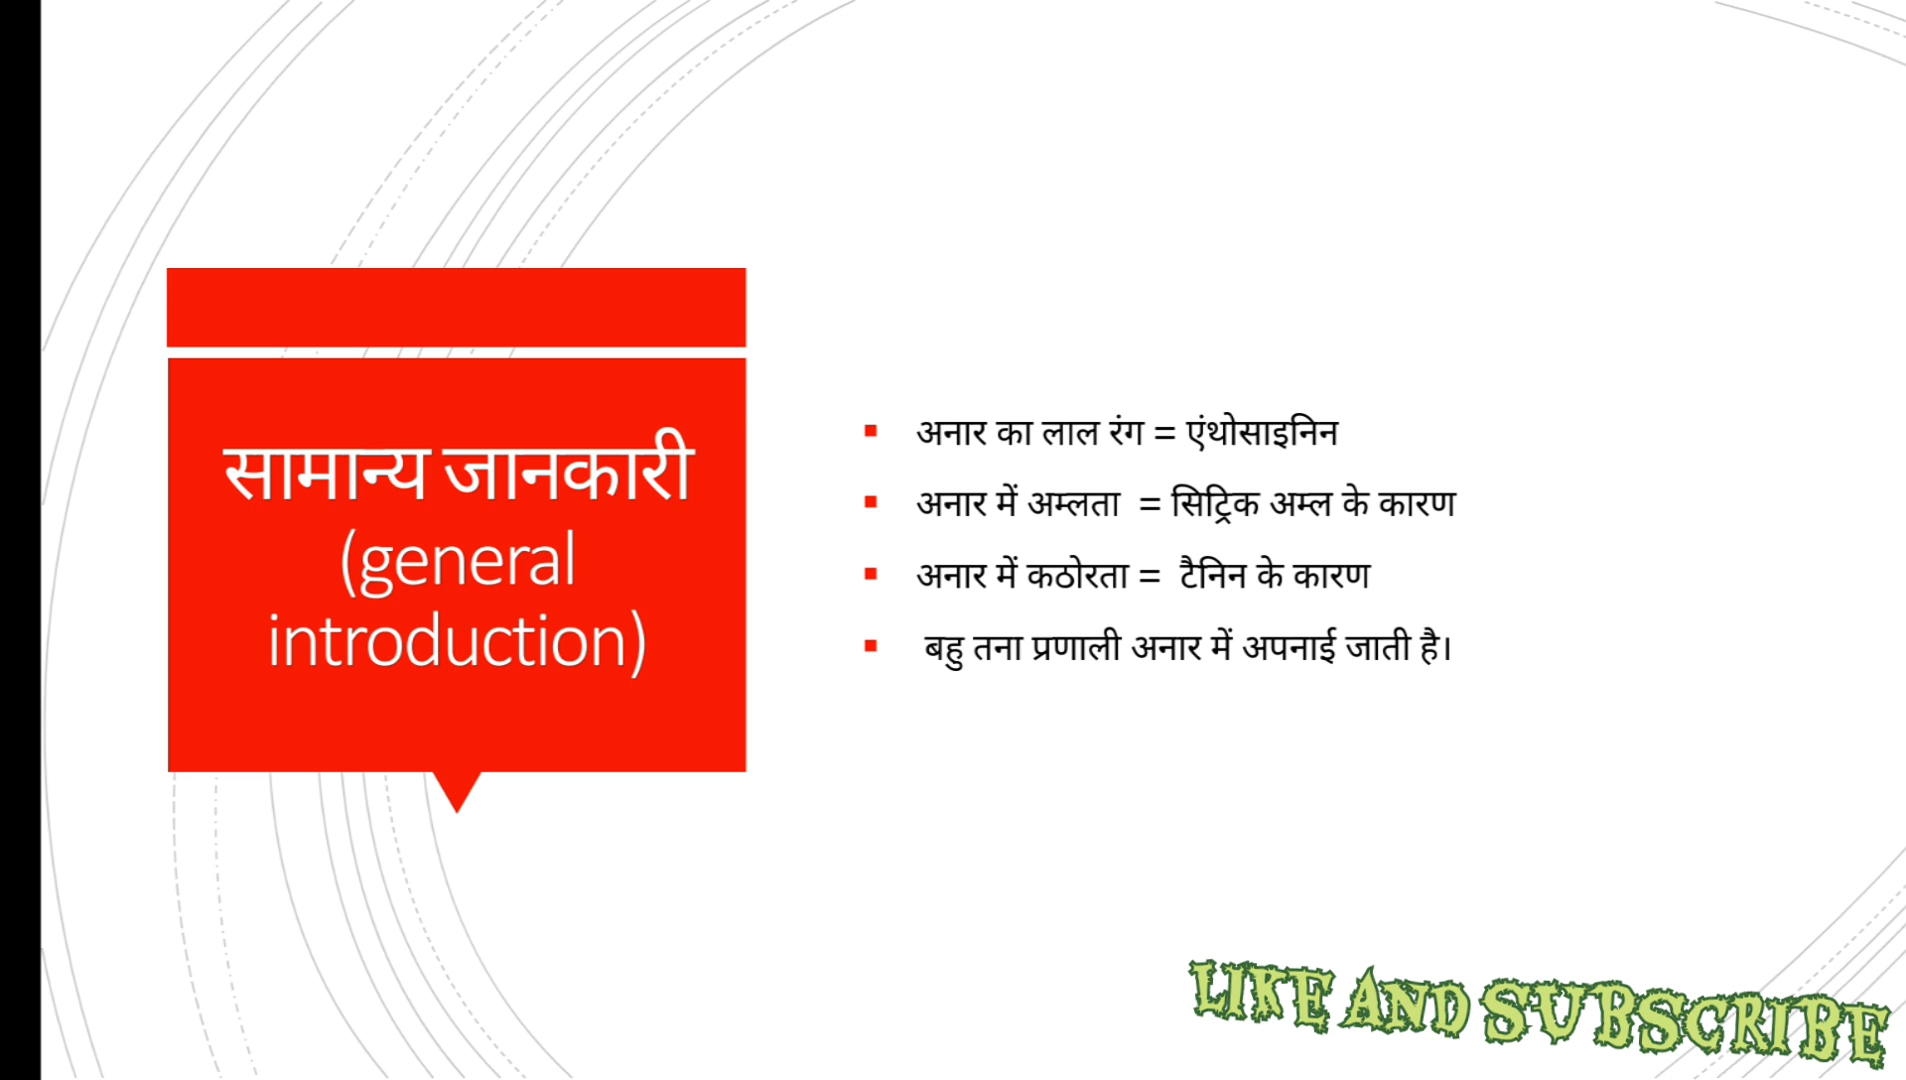 सामान्य जानकारी
(general
introduction)
अनार का लाल रंग = एंथोसाइनिन
अनार में अम्लता = सिट्रिक अम्ल के कारण
अनार में कठोरता = टैनिन के कारण
बहु तना प्रणाली अनार में अपनाई जाती है।
LIKE AND SUBSCRIBE